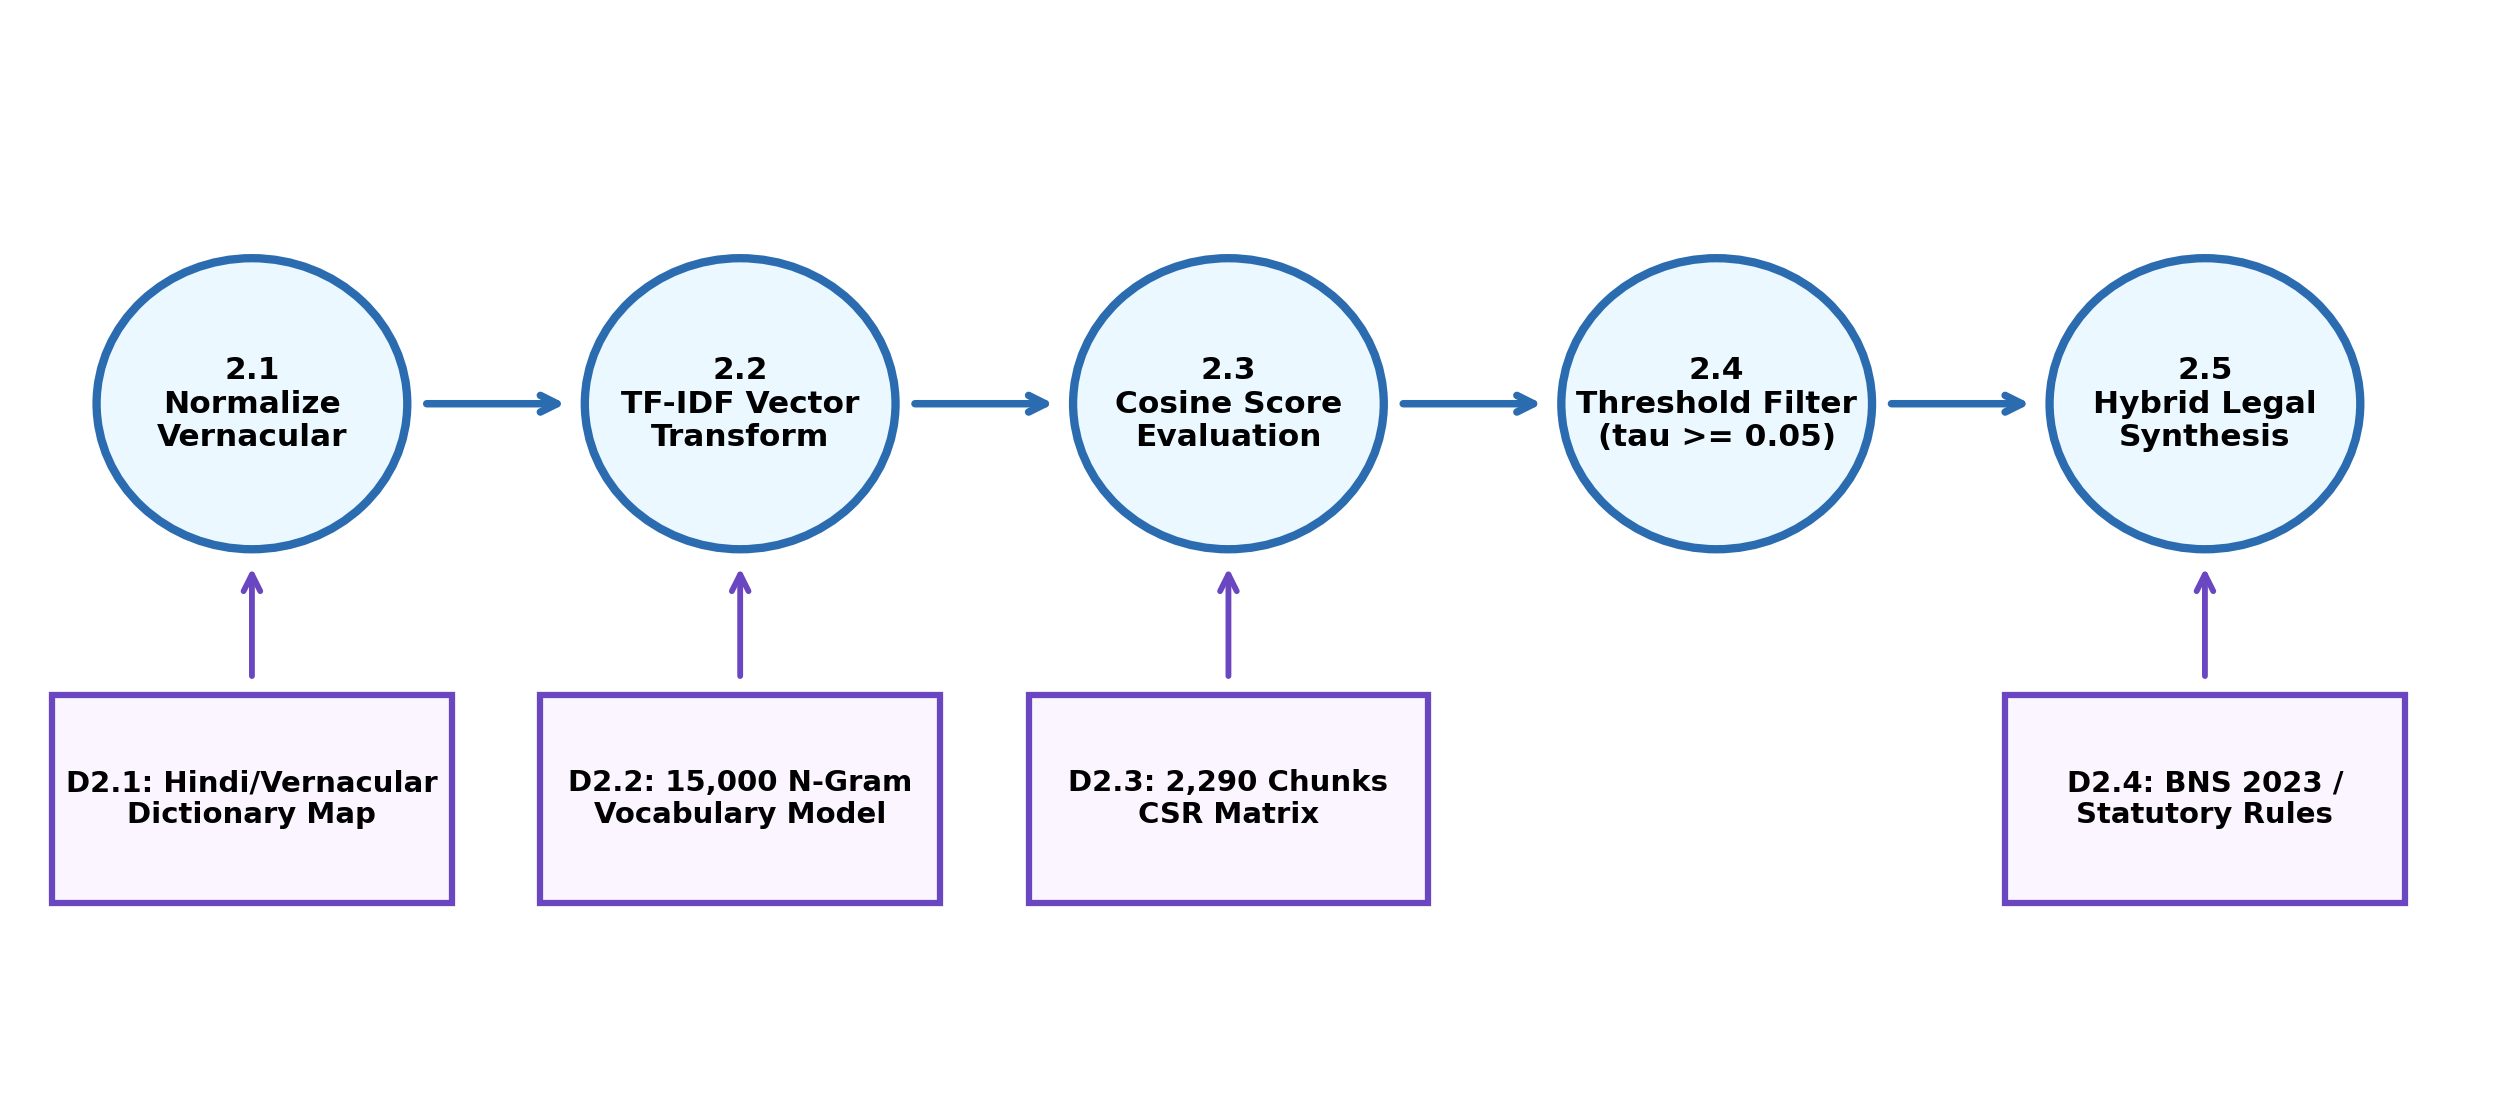 2.1
Normalize
Vernacular
2.2
TF-IDF Vector
Transform
2.3
Cosine Score
Evaluation
2.4
Threshold Filter
(tau >= 0.05)
2.5
Hybrid Legal
Synthesis
D2.1: Hindi/Vernacular
Dictionary Map
D2.2: 15,000 N-Gram
Vocabulary Model
D2.3: 2,290 Chunks
CSR Matrix
D2.4: BNS 2023 /
Statutory Rules